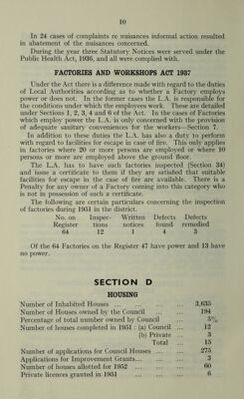 10
In 24 cases of complaints re nuisances informal action resulted
in abatement of the nuisances concerned.
During the year three Statutory Notices were served under the
Public Health Act, 1936, and all were complied with.
FACTORIES AND WORKSHOPS ACT 1937
Under the Act there is a difference made with regard to the duties
of Local Authorities according as to whether a Factory employs
power or does not. In the former cases the L.A. is responsible for
the conditions under which the employees work. These are detailed
under Sections 1, 2, 3, 4 and 6 of the Act. In the cases of Factories
which employ power the L.A. is only concerned with the provision
of adequate sanitary conveniences for the workers—Section 7.
In addition to these duties the L.A. has also a duty to perform
with regard to facilities for escape in case of fire. This only applies
in factories where 20 or more persons are employed or where 10
persons or more are employed above the ground floor.
The L.A. has to have such factories inspected (Section 34)
and issue a certificate to them if they are satisfied that suitable
facilities for escape in the case of fire are available. There is a
Penalty for any owner of a Factory coming into this category who
is not in possession of such a certificate.
The following are certain particulars concerning the inspection
of factories during 1951 in the district.
No. on Inspec- Written Defects Defects
Register tions notices found remedied
64 12 1 4 3
Of the 64 Factories on the Register 47 have power and 13 have
no power.
SECTION D
HOUSING
Number of Inhabited Houses ... 3,635
Number of Houses owned by the Council ... 194
Percentage of total number owned by Council ... 5%
Number of houses completed in 1951 : (a) Council ... 12
(b) Private ... 3
Total 15
Number of applications for Council Houses ... 275
Applications for Improvement Grants... 3
Number of houses allotted for 1952 ... 60
Private licences granted in 1951 ... 6